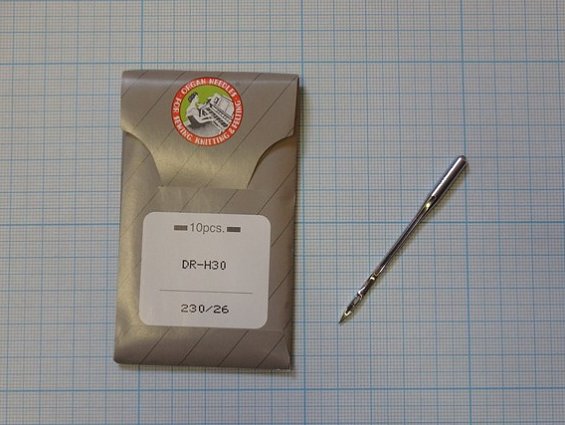 ORGAN NEEDLES
FOR SEWING, KNITTING & FELTING
10pcs.
DR-H30
230/26